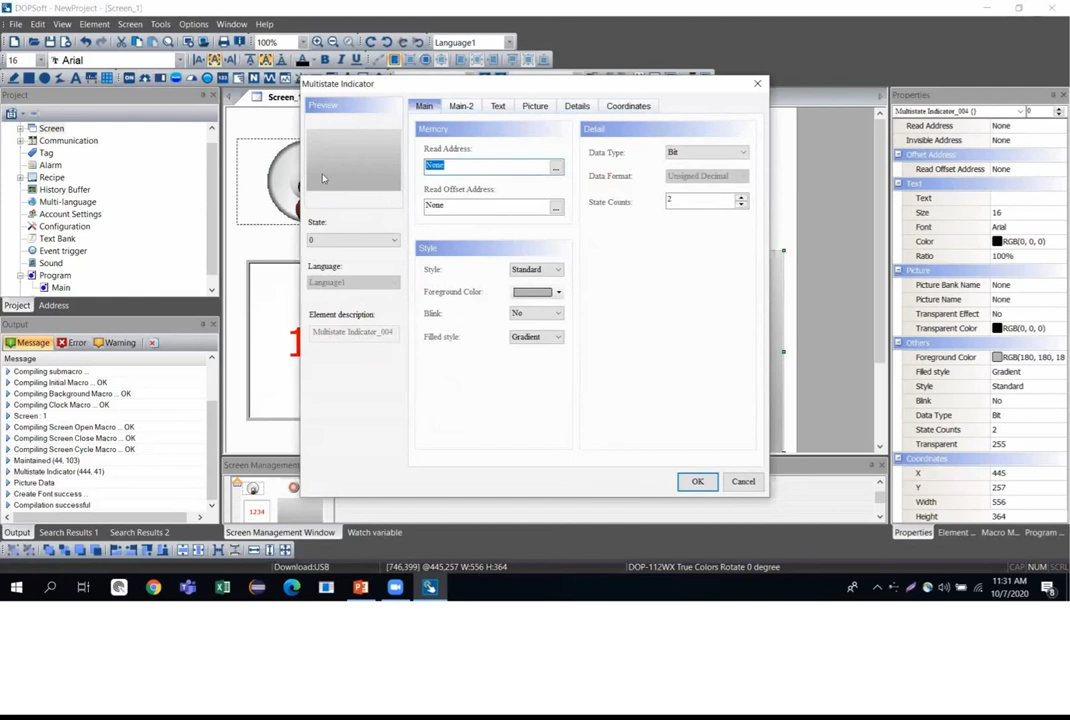 DOPSoft - NewProject - [Screen_1]
File Edit View Element Screen Tools Options Window Help
100% Language1
16 Arial
Project
Screen
Communication
Tag
Alarm
Recipe
History Buffer
Multi-language
Account Settings
Configuration
Text Bank
Event trigger
Sound
Program
Main
Project Address
Output
Message Error Warning
Message
Compiling submacro ...
Compiling Initial Macro ... OK
Compiling Background Macro ... OK
Compiling Clock Macro ... OK
Screen : 1
Compiling Screen Open Macro ... OK
Compiling Screen Close Macro ... OK
Compiling Screen Cycle Macro ... OK
Maintained (44, 103)
Multistate Indicator (444, 41)
Picture Data
Create Font success ...
Compilation successful
Output Search Results 1 Search Results 2
Screen_
1
Multistate Indicator
Preview
State:
0
Language:
Language1
Element description:
Multistate Indicator_004
Main Main-2 Text Picture Details Coordinates
Memory
Read Address:
None
...
Read Offset Address:
None
...
Style
Style: Standard
Foreground Color:
Blink: No
Filled style: Gradient
Detail
Data Type: Bit
Data Format: Unsigned Decimal
State Counts: 2
OK Cancel
Screen Manageme
1234
Screen Management Window Watch variable
Properties
Multistate Indicator_004 {} 0
Read Address None
Invisible Address None
Offset Address
Read Offset Address None
Text
Text
Size 16
Font Arial
Color RGB(0, 0, 0)
Ratio 100%
Picture
Picture Bank Name None
Picture Name None
Transparent Effect No
Transparent Color RGB(0, 0, 0)
Others
Foreground Color RGB(180, 180, 18
Filled style Gradient
Style Standard
Blink No
Data Type Bit
State Counts 2
Transparent 255
Coordinates
X 445
Y 257
Width 556
Height 364
Properties Element ... Macro M... Program ...
Download:USB [746,399] @445,257 W:556 H:364 DOP-112WX True Colors Rotate 0 degree CAP NUM SCRL
11:31 AM
10/7/2020
8